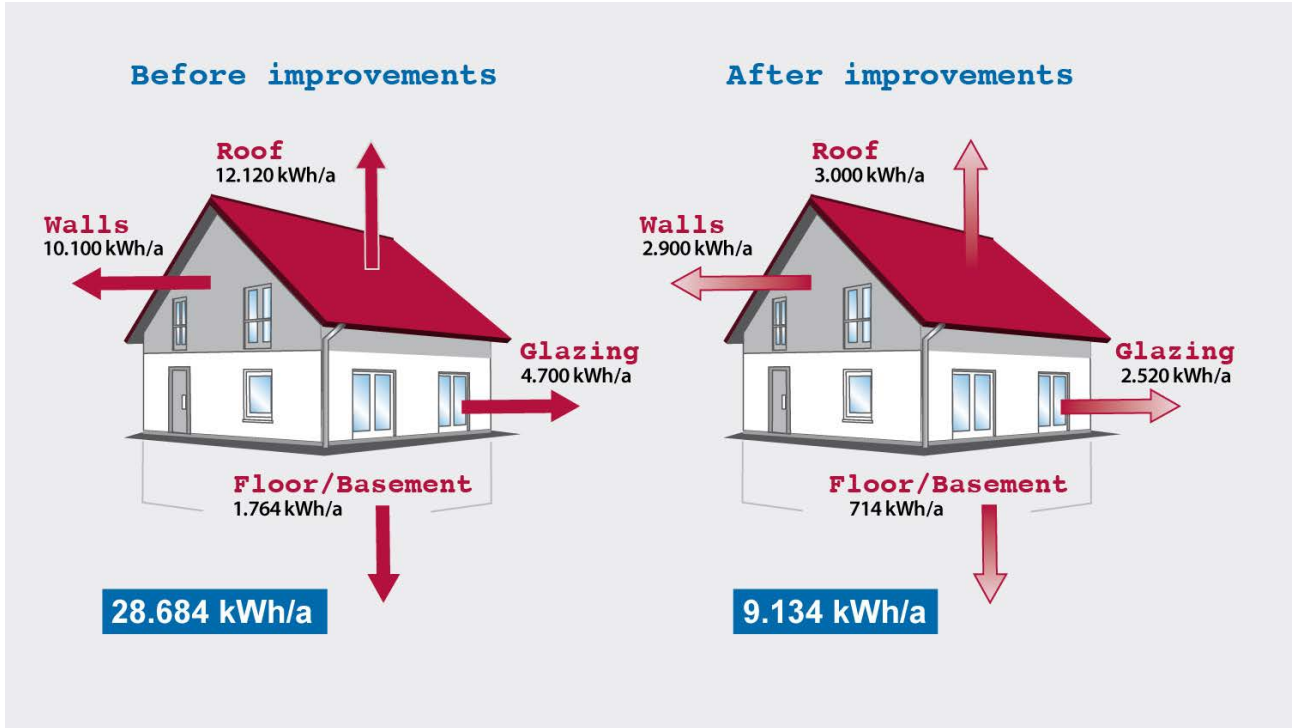 Before improvements
Roof
12.120 kWh/a
Walls
10.100 kWh/a
Glazing
4.700 kWh/a
Floor/Basement
1.764 kWh/a
28.684 kWh/a
After improvements
Roof
3.000 kWh/a
Walls
2.900 kWh/a
Glazing
2.520 kWh/a
Floor/Basement
714 kWh/a
9.134 kWh/a